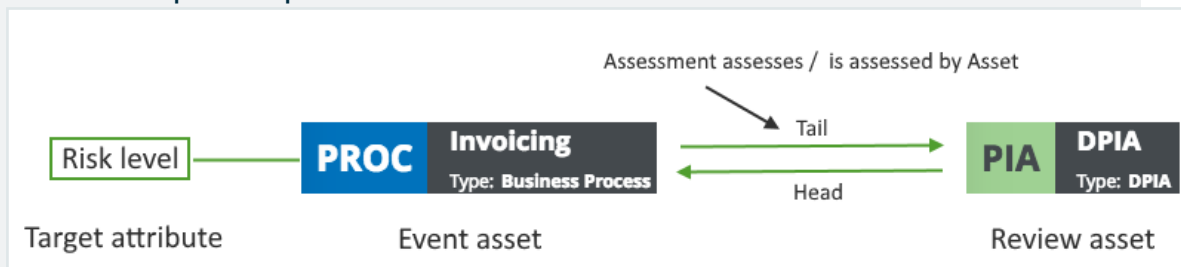 Assessment assesses / is assessed by Asset
Risk level
PROC
Invoicing
Type: Business Process
Tail
Head
PIA
DPIA
Type: DPIA
Target attribute
Event asset
Review asset